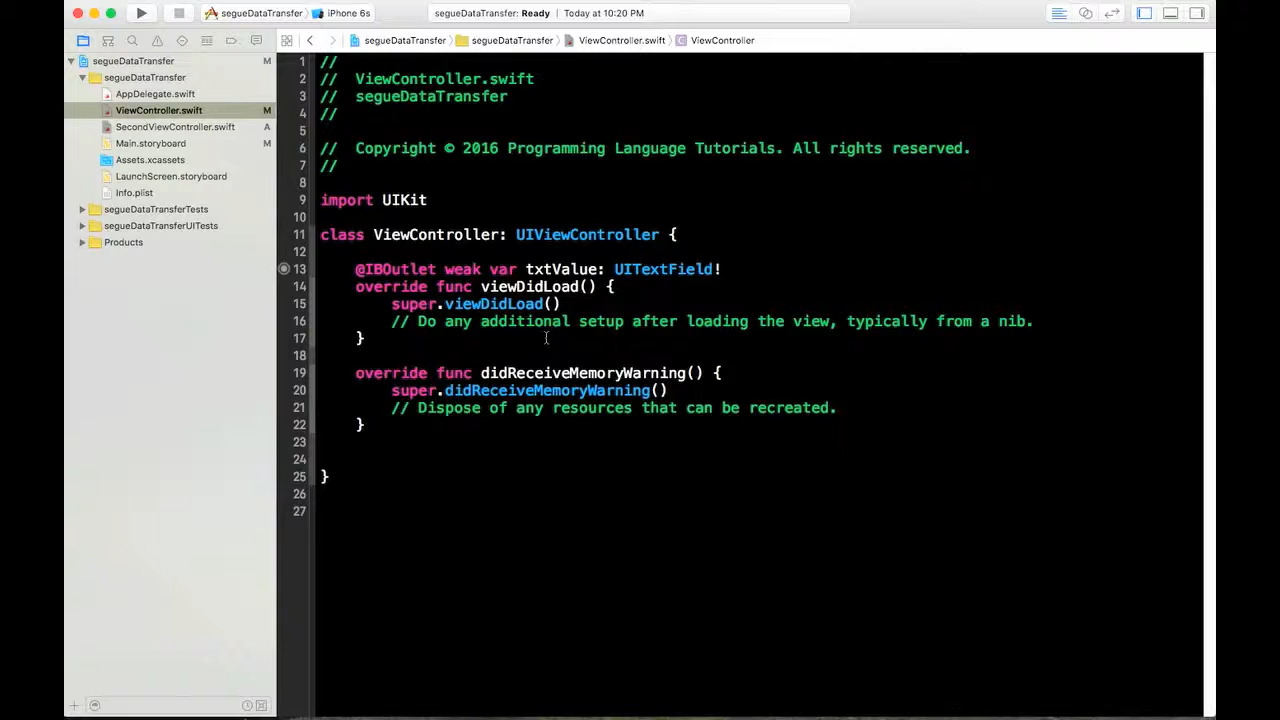 segueDataTransfer iPhone 6s segueDataTransfer: Ready Today at 10:20 PM
segueDataTransfer segueDataTransfer ViewController.swift C ViewController
segueDataTransfer M
segueDataTransfer
AppDelegate.swift
ViewController.swift M
SecondViewController.swift A
Main.storyboard M
Assets.xcassets
LaunchScreen.storyboard
Info.plist
segueDataTransferTests
segueDataTransferUITests
Products
1 //
2 // ViewController.swift
3 // segueDataTransfer
4 //
5
6 // Copyright © 2016 Programming Language Tutorials. All rights reserved.
7 //
8
9 import UIKit
10
11 class ViewController: UIViewController {
12
13 @IBOutlet weak var txtValue: UITextField!
14 override func viewDidLoad() {
15 super.viewDidLoad()
16 // Do any additional setup after loading the view, typically from a nib.
17 }
18
19 override func didReceiveMemoryWarning() {
20 super.didReceiveMemoryWarning()
21 // Dispose of any resources that can be recreated.
22 }
23
24
25 }
26
27